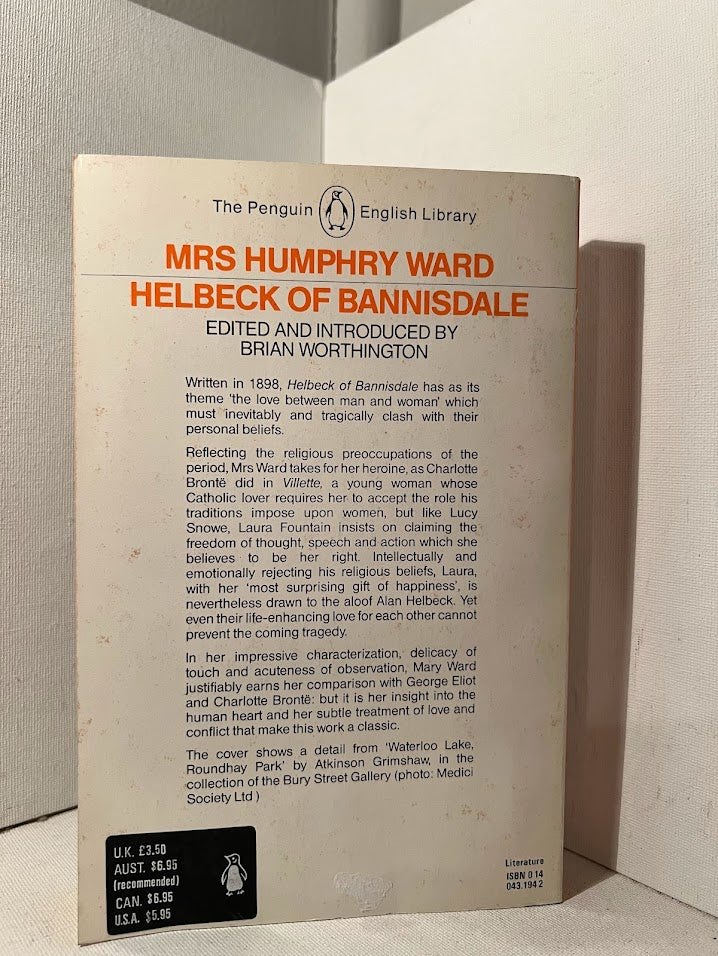 The Penguin English Library
MRS HUMPHRY WARD
HELBECK OF BANNISDALE
EDITED AND INTRODUCED BY
BRIAN WORTHINGTON
Written in 1898, Helbeck of Bannisdale has as its
theme ‘the love between man and woman’ which
must inevitably and tragically clash with their
personal beliefs.
Reflecting the religious preoccupations of the
period, Mrs Ward takes for her heroine, as Charlotte
Brontë did in Villette, a young woman whose
Catholic lover requires her to accept the role his
traditions impose upon women, but like Lucy
Snowe, Laura Fountain insists on claiming the
freedom of thought, speech and action which she
believes to be her right. Intellectually and
emotionally rejecting his religious beliefs, Laura,
with her ‘most surprising gift of happiness’, is
nevertheless drawn to the aloof Alan Helbeck. Yet
even their life-enhancing love for each other cannot
prevent the coming tragedy.
In her impressive characterization, delicacy of
touch and acuteness of observation, Mary Ward
justifiably earns her comparison with George Eliot
and Charlotte Brontë: but it is her insight into the
human heart and her subtle treatment of love and
conflict that make this work a classic.
The cover shows a detail from ‘Waterloo Lake,
Roundhay Park’ by Atkinson Grimshaw, in the
collection of the Bury Street Gallery (photo: Medici
Society Ltd)
U.K. £3.50
AUST. $6.95
(recommended)
CAN. $6.95
U.S.A. $5.95
Literature
ISBN 0 14
043.194 2